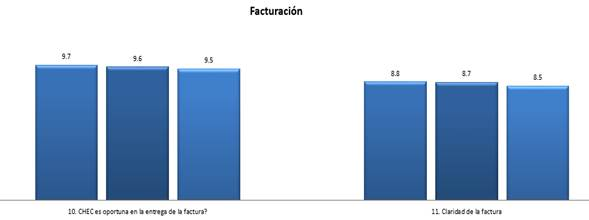 Facturación
9.7 9.6 9.5 8.8 8.7 8.5
10. CHEC es oportuna en la entrega de la factura? 11. Claridad de la factura